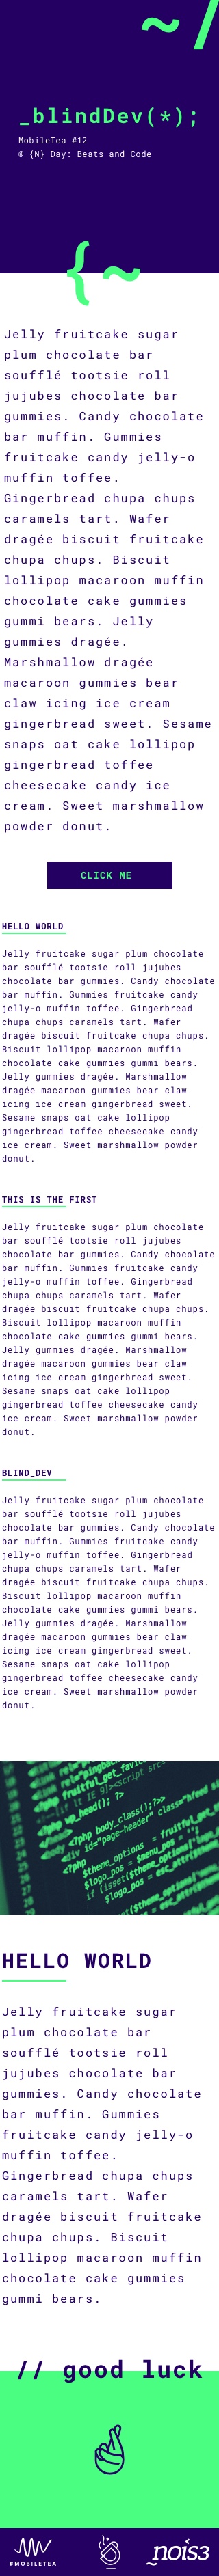 ~/
_blindDev(*);
MobileTea #12
@ {N} Day: Beats and Code
{~
Jelly fruitcake sugar
plum chocolate bar
soufflé tootsie roll
jujubes chocolate bar
gummies. Candy chocolate
bar muffin. Gummies
fruitcake candy jelly-o
muffin toffee.
Gingerbread chupa chups
caramels tart. Wafer
dragée biscuit fruitcake
chupa chups. Biscuit
lollipop macaroon muffin
chocolate cake gummies
gummi bears. Jelly
gummies dragée.
Marshmallow dragée
macaroon gummies bear
claw icing ice cream
gingerbread sweet. Sesame
snaps oat cake lollipop
gingerbread toffee
cheesecake candy ice
cream. Sweet marshmallow
powder donut.
CLICK ME
HELLO WORLD
Jelly fruitcake sugar plum chocolate
bar soufflé tootsie roll jujubes
chocolate bar gummies. Candy chocolate
bar muffin. Gummies fruitcake candy
jelly-o muffin toffee. Gingerbread
chupa chups caramels tart. Wafer
dragée biscuit fruitcake chupa chups.
Biscuit lollipop macaroon muffin
chocolate cake gummies gummi bears.
Jelly gummies dragée. Marshmallow
dragée macaroon gummies bear claw
icing ice cream gingerbread sweet.
Sesame snaps oat cake lollipop
gingerbread toffee cheesecake candy
ice cream. Sweet marshmallow powder
donut.
THIS IS THE FIRST
Jelly fruitcake sugar plum chocolate
bar soufflé tootsie roll jujubes
chocolate bar gummies. Candy chocolate
bar muffin. Gummies fruitcake candy
jelly-o muffin toffee. Gingerbread
chupa chups caramels tart. Wafer
dragée biscuit fruitcake chupa chups.
Biscuit lollipop macaroon muffin
chocolate cake gummies gummi bears.
Jelly gummies dragée. Marshmallow
dragée macaroon gummies bear claw
icing ice cream gingerbread sweet.
Sesame snaps oat cake lollipop
gingerbread toffee cheesecake candy
ice cream. Sweet marshmallow powder
donut.
BLIND_DEV
Jelly fruitcake sugar plum chocolate
bar soufflé tootsie roll jujubes
chocolate bar gummies. Candy chocolate
bar muffin. Gummies fruitcake candy
jelly-o muffin toffee. Gingerbread
chupa chups caramels tart. Wafer
dragée biscuit fruitcake chupa chups.
Biscuit lollipop macaroon muffin
chocolate cake gummies gummi bears.
Jelly gummies dragée. Marshmallow
dragée macaroon gummies bear claw
icing ice cream gingerbread sweet.
Sesame snaps oat cake lollipop
gingerbread toffee cheesecake candy
ice cream. Sweet marshmallow powder
donut.
<?php wp_head(); ?>
<?php body_class();?>>
id="page-header" class="hfeed
<?php
$theme_options = fruitful_get_
$logo_pos = $menu_pos =
if (isset($theme_options['
$logo_pos =
HELLO WORLD
Jelly fruitcake sugar
plum chocolate bar
soufflé tootsie roll
jujubes chocolate bar
gummies. Candy chocolate
bar muffin. Gummies
fruitcake candy jelly-o
muffin toffee.
Gingerbread chupa chups
caramels tart. Wafer
dragée biscuit fruitcake
chupa chups. Biscuit
lollipop macaroon muffin
chocolate cake gummies
gummi bears.
// good luck
#MOBILETEA
~nois3